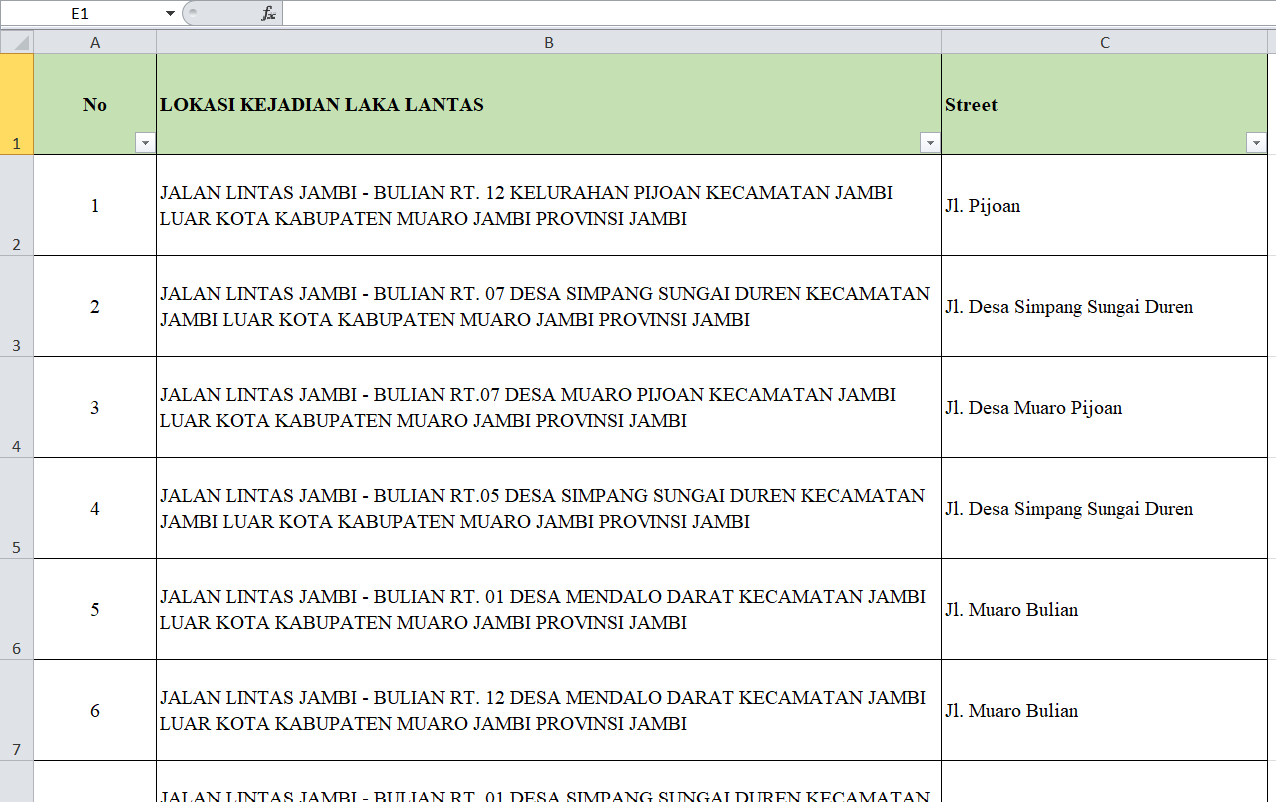 E1
fx
A B C
No LOKASI KEJADIAN LAKA LANTAS Street
1
1 JALAN LINTAS JAMBI - BULIAN RT. 12 KELURAHAN PIJOAN KECAMATAN JAMBI
LUAR KOTA KABUPATEN MUARO JAMBI PROVINSI JAMBI
Jl. Pijoan
2
2 JALAN LINTAS JAMBI - BULIAN RT. 07 DESA SIMPANG SUNGAI DUREN KECAMATAN
JAMBI LUAR KOTA KABUPATEN MUARO JAMBI PROVINSI JAMBI
Jl. Desa Simpang Sungai Duren
3
3 JALAN LINTAS JAMBI - BULIAN RT.07 DESA MUARO PIJOAN KECAMATAN JAMBI
LUAR KOTA KABUPATEN MUARO JAMBI PROVINSI JAMBI
Jl. Desa Muaro Pijoan
4
4 JALAN LINTAS JAMBI - BULIAN RT.05 DESA SIMPANG SUNGAI DUREN KECAMATAN
JAMBI LUAR KOTA KABUPATEN MUARO JAMBI PROVINSI JAMBI
Jl. Desa Simpang Sungai Duren
5
5 JALAN LINTAS JAMBI - BULIAN RT. 01 DESA MENDALO DARAT KECAMATAN JAMBI
LUAR KOTA KABUPATEN MUARO JAMBI PROVINSI JAMBI
Jl. Muaro Bulian
6
6 JALAN LINTAS JAMBI - BULIAN RT. 12 DESA MENDALO DARAT KECAMATAN JAMBI
LUAR KOTA KABUPATEN MUARO JAMBI PROVINSI JAMBI
Jl. Muaro Bulian
7
JALAN LINTAS JAMBI - BULIAN RT. 01 DESA SIMPANG SUNGAI DUREN KECAMATAN